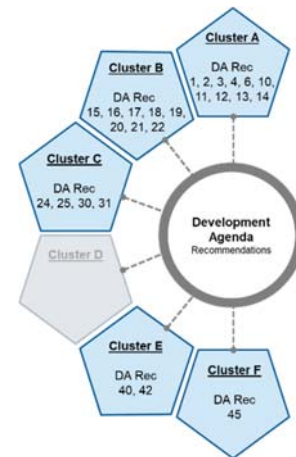 Cluster A
DA Rec
1, 2, 3, 4, 6, 10,
11, 12, 13, 14
Cluster B
DA Rec
15, 16, 17, 18, 19,
20, 21, 22
Cluster C
DA Rec
24, 25, 30, 31
Cluster D
Development
Agenda
Recommendations
Cluster E
DA Rec
40, 42
Cluster F
DA Rec
45